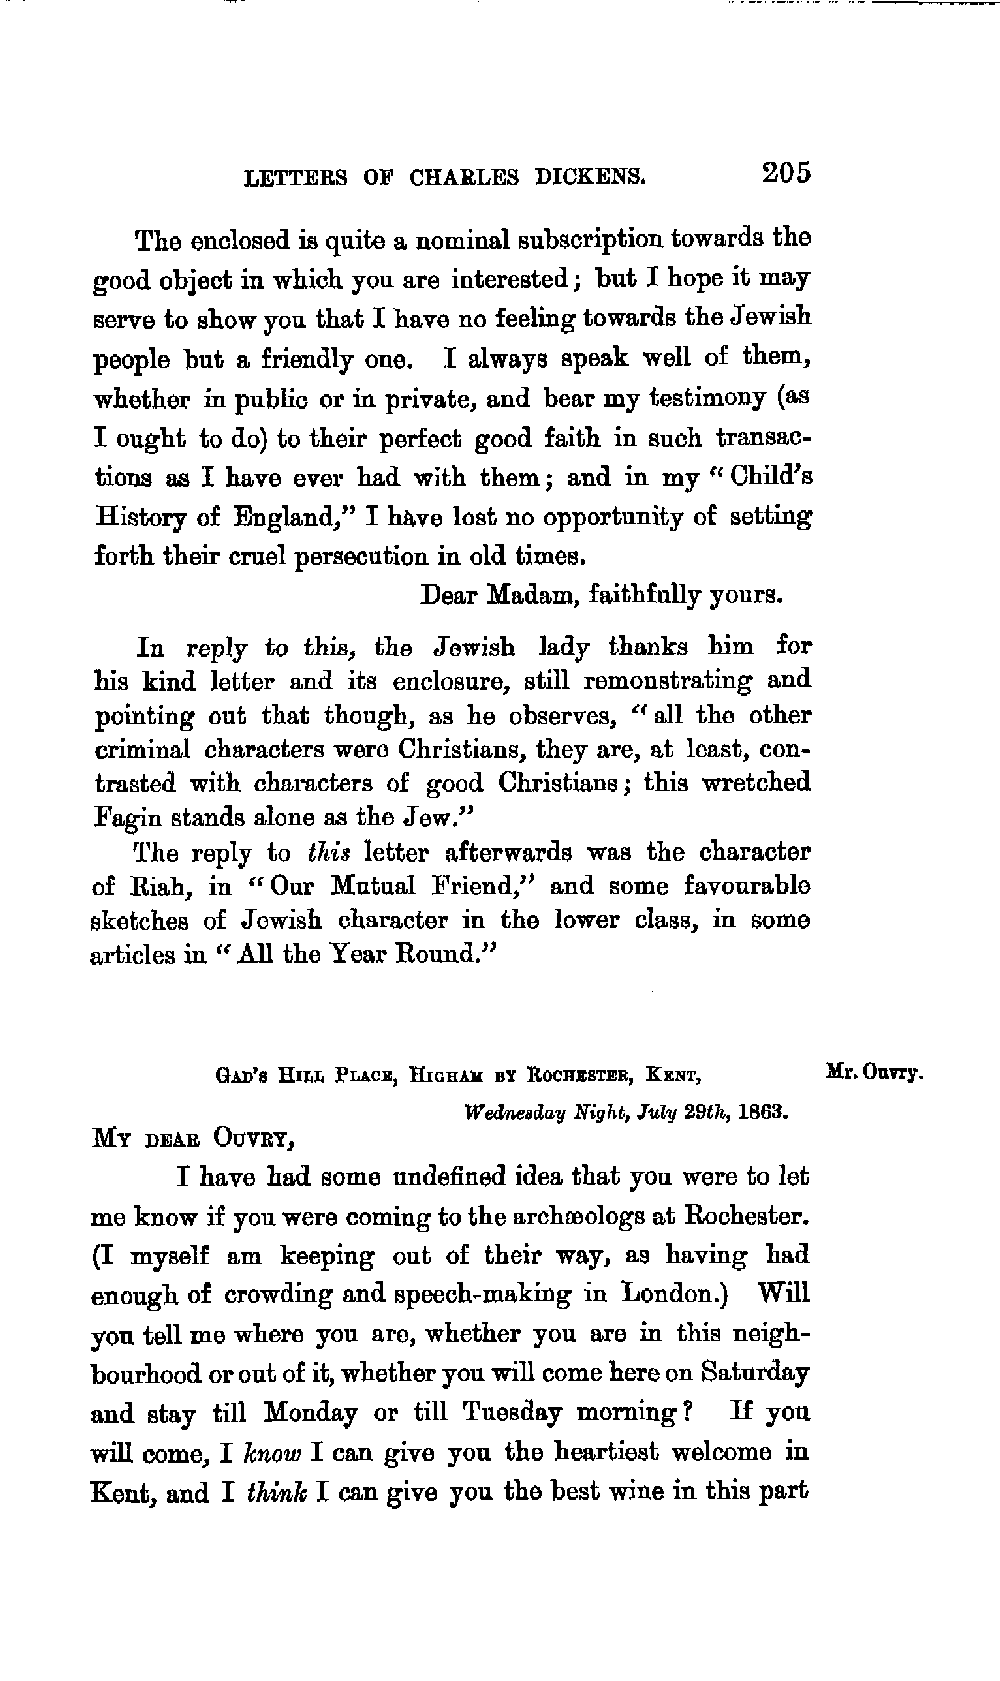 LETTERS OF CHARLES DICKENS. 205
The enclosed is quite a nominal subscription towards the
good object in which you are interested; but I hope it may
serve to show you that I have no feeling towards the Jewish
people but a friendly one. I always speak well of them,
whether in public or in private, and bear my testimony (as
I ought to do) to their perfect good faith in such transac-
tions as I have ever had with them; and in my “Child’s
History of England,” I have lost no opportunity of setting
forth their cruel persecution in old times.
Dear Madam, faithfully yours.
In reply to this, the Jewish lady thanks him for
his kind letter and its enclosure, still remonstrating and
pointing out that though, as he observes, “all the other
criminal characters were Christians, they are, at least, con-
trasted with characters of good Christians; this wretched
Fagin stands alone as the Jew.”
The reply to this letter afterwards was the character
of Riah, in “Our Mutual Friend,” and some favourable
sketches of Jewish character in the lower class, in some
articles in “All the Year Round.”
Gad’s Hill Place, Higham by Rochester, Kent, Mr. Ouvry.
Wednesday Night, July 29th, 1863.
My dear Ouvry,
I have had some undefined idea that you were to let
me know if you were coming to the archæologs at Rochester.
(I myself am keeping out of their way, as having had
enough of crowding and speech-making in London.) Will
you tell me where you are, whether you are in this neigh-
bourhood or out of it, whether you will come here on Saturday
and stay till Monday or till Tuesday morning? If you
will come, I know I can give you the heartiest welcome in
Kent, and I think I can give you the best wine in this part